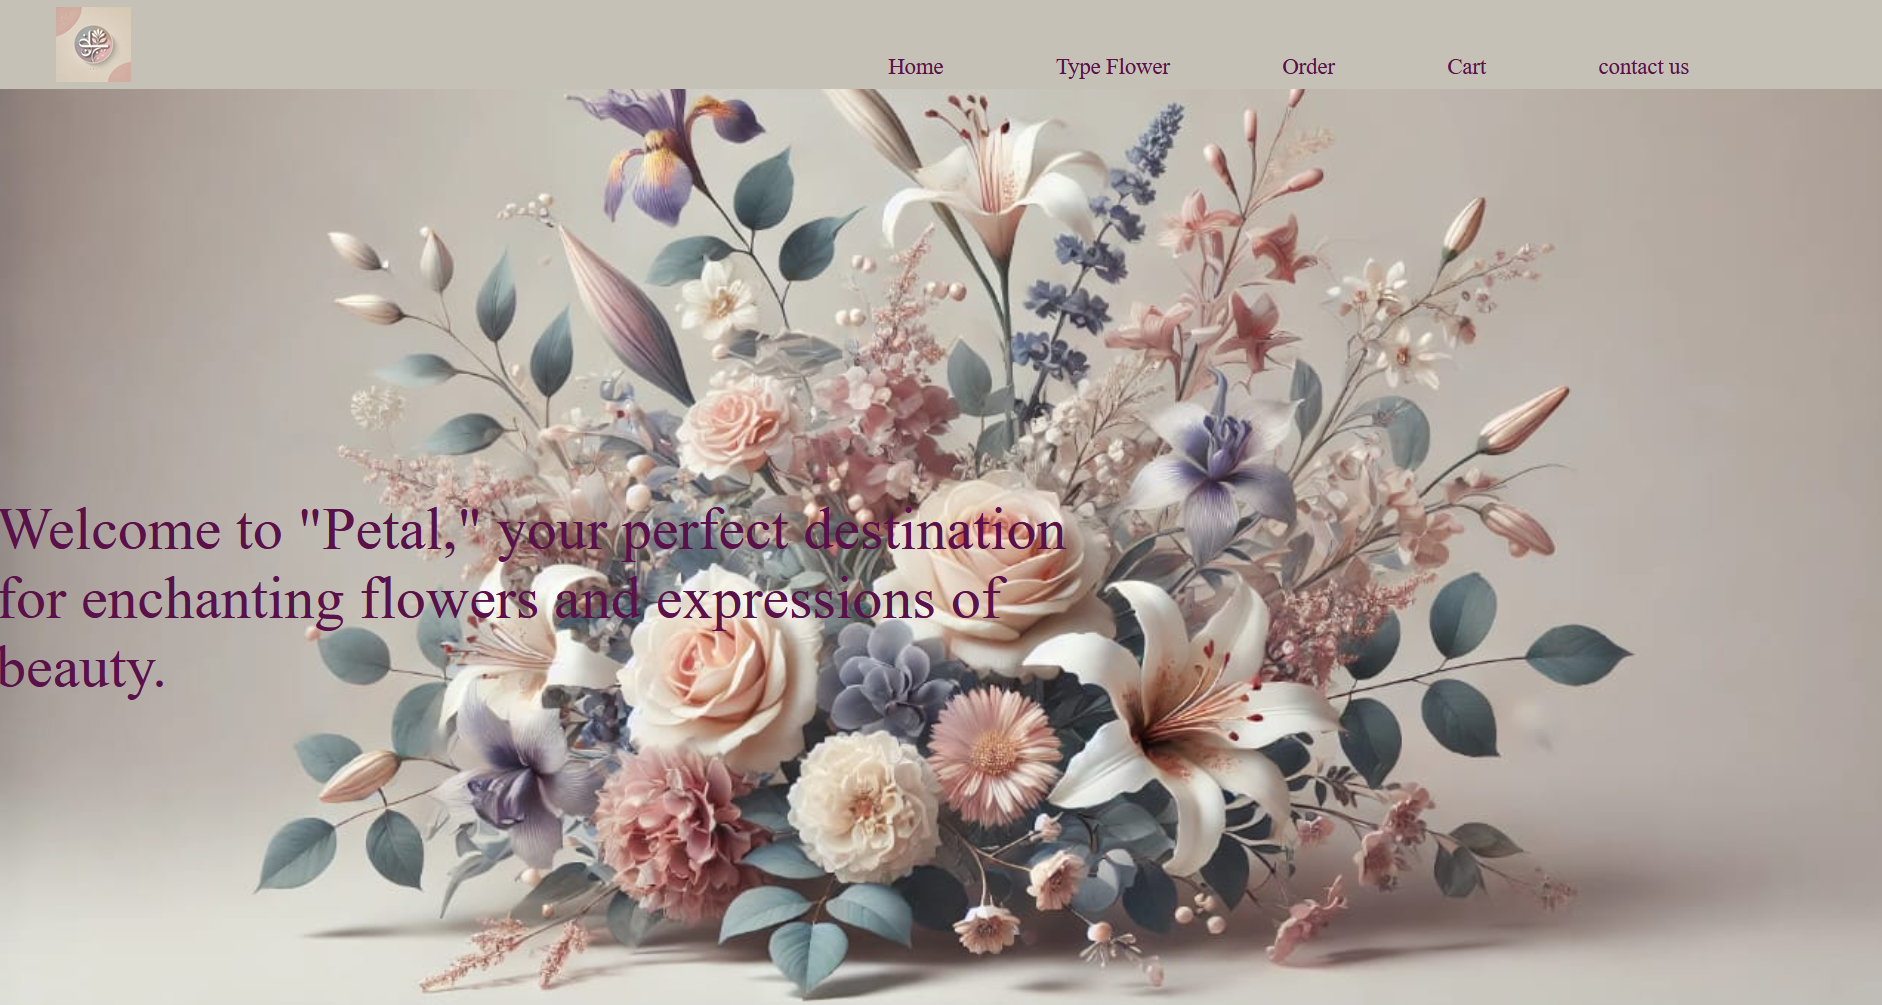 Home
Type Flower
Order
Cart
contact us
Welcome to "Petal," your perfect destination
for enchanting flowers and expressions of
beauty.